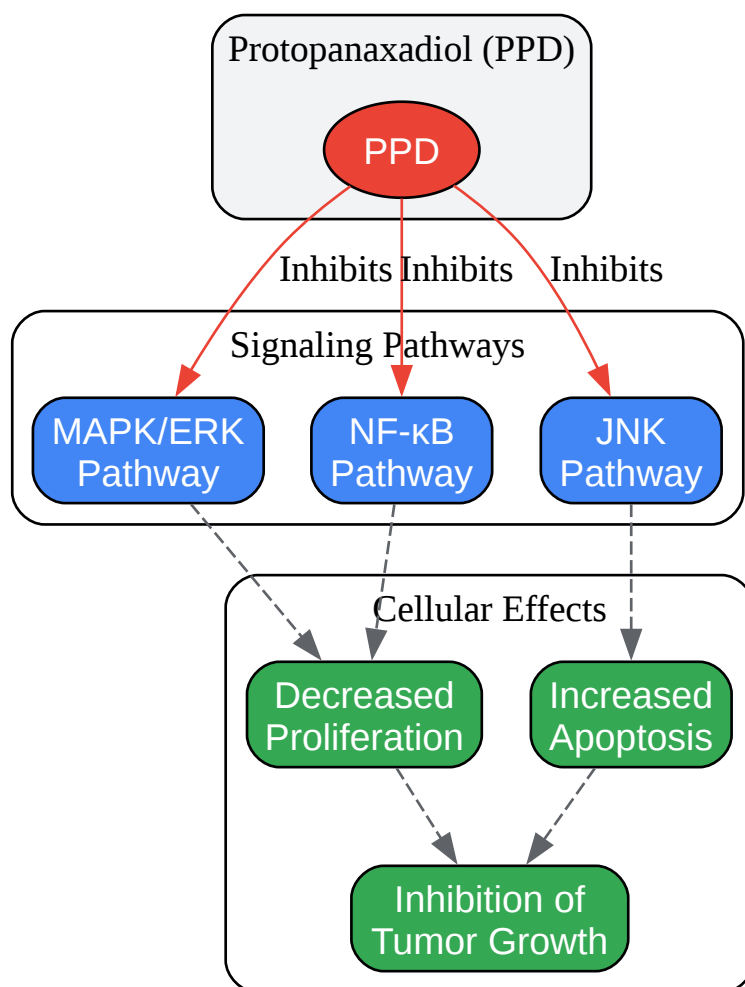 Protopanaxadiol (PPD)
PPD
Inhibits Inhibits Inhibits
Signaling Pathways
MAPK/ERK
Pathway
NF-κB
Pathway
JNK
Pathway
Cellular Effects
Decreased
Proliferation
Increased
Apoptosis
Inhibition of
Tumor Growth